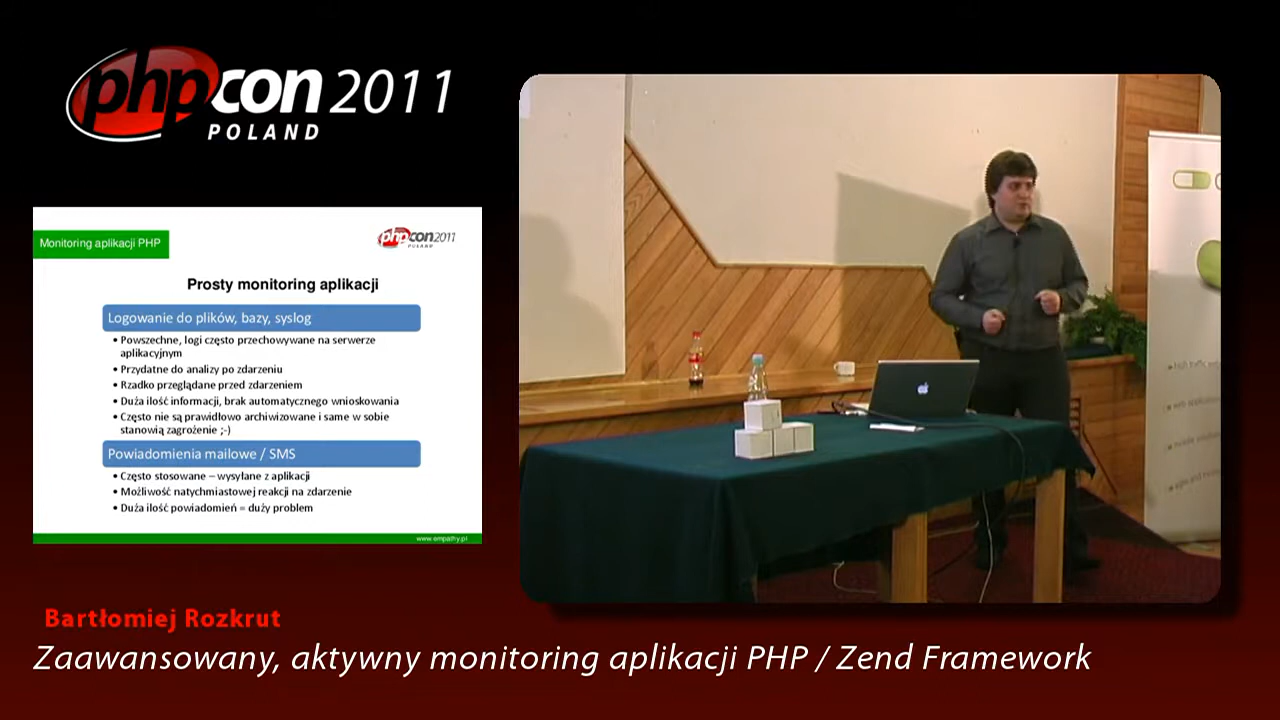 phpcon 2011
POLAND
Monitoring aplikacji PHP
phpcon2011
POLAND
Prosty monitoring aplikacji
Logowanie do plików, bazy, syslog
• Powszechne, logi często przechowywane na serwerze
aplikacyjnym
• Przydatne do analizy po zdarzeniu
• Rzadko przeglądane przed zdarzeniem
• Duża ilość informacji, brak automatycznego wnioskowania
• Często nie są prawidłowo archiwizowane i same w sobie
stanowią zagrożenie ;-)
Powiadomienia mailowe / SMS
• Często stosowane – wysyłane z aplikacji
• Możliwość natychmiastowej reakcji na zdarzenie
• Duża ilość powiadomień = duży problem
www.empathy.pl
Bartłomiej Rozkrut
Zaawansowany, aktywny monitoring aplikacji PHP / Zend Framework